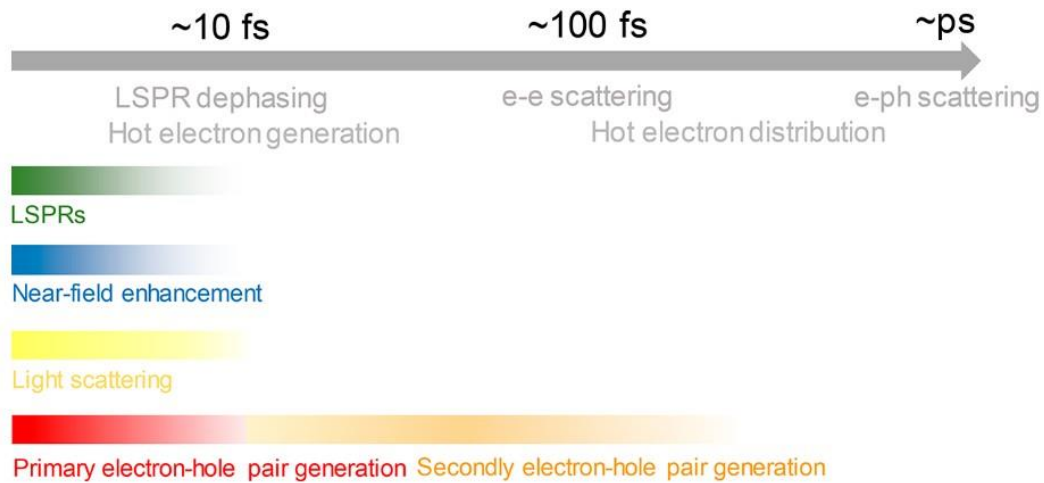 ~10 fs ~100 fs ~ps
LSPR dephasing e-e scattering e-ph scattering
Hot electron generation Hot electron distribution
LSPRs
Near-field enhancement
Light scattering
Primary electron-hole pair generation Secondly electron-hole pair generation